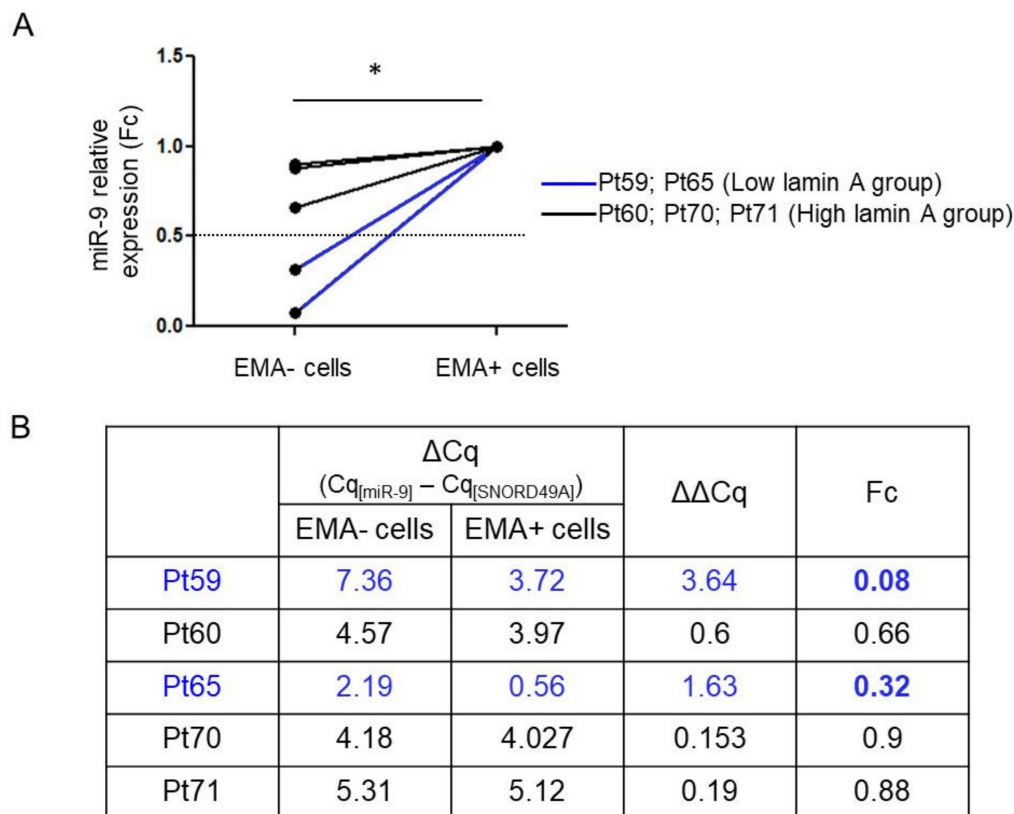 A
1.5
*
miR-9 relative
expression (Fc)
1.0
0.5
0.0
EMA- cells EMA+ cells
Pt59; Pt65 (Low lamin A group)
Pt60; Pt70; Pt71 (High lamin A group)
B
ΔCq
(Cq[miR-9] – Cq[SNORD49A])
ΔΔCq Fc
EMA- cells EMA+ cells
Pt59 7.36 3.72 3.64 0.08
Pt60 4.57 3.97 0.6 0.66
Pt65 2.19 0.56 1.63 0.32
Pt70 4.18 4.027 0.153 0.9
Pt71 5.31 5.12 0.19 0.88